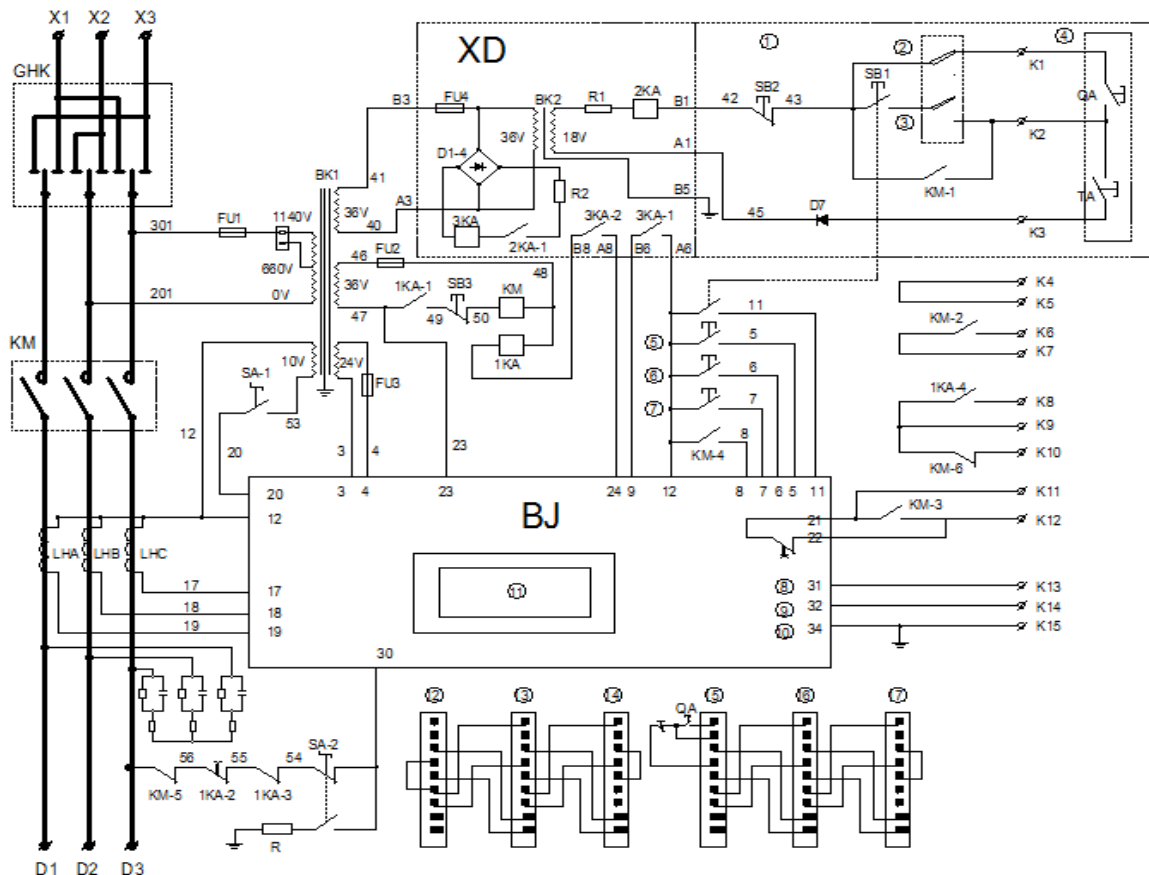 X1 X2 X3
GHK
XD
① ② ③ ④
B3 FU4 BK2 R1 2KA B1 42 SB2 43 SB1 K1
36V 18V QA
D1-4 A1 K2
BK1 41 R2 KM-1
36V A3 B5 TA
301 FU1 1140V 40 3KA 3KA-2 3KA-1 45 D7
2KA-1 K3
660V 46 FU2 B8 A8 B6 A6
36V 48 K4
201 0V 1KA-1 SB3 KM 11 K5
47 49 50 KM-2 K6
KM 1KA ⑤ 5 K7
10V 24V
SA-1 FU3 ⑥ 6
1KA-4 K8
53 ⑦ 7 K9
12 20 3 4 23 8 K10
KM-4 KM-6
20 3 4 23 24 9 12 8 7 6 5 11 K11
12 BJ 21 KM-3 K12
22
LHA LHB LHC
17 17 ⑪ ⑧ 31 K13
18 18 ⑨ 32 K14
19 19 ⑩ 34 K15
30
⑫ ⑬ ⑭ ⑮ ⑯ ⑰
QA
56 55 54 SA-2
KM-5 1KA-2 1KA-3
R
D1 D2 D3